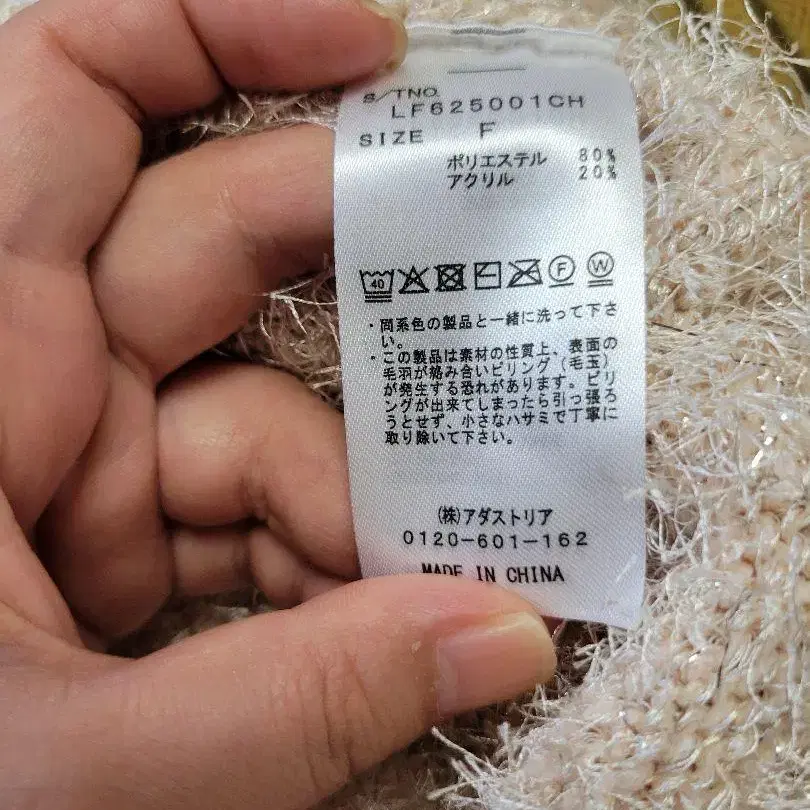 S/TNO.
LF625001CH
SIZE F
ポリエステル 80%
アクリル 20%
40 F W
・同系色の製品と一緒に洗って下さ
い。
・この製品は素材の性質上、表面の
毛羽が絡み合いピリング(毛玉)
が発生する恐れがあります。ピリ
ングが出来てしまったら引っ張ろ
うとせず、小さなハサミで丁寧に
取り除いて下さい。
(株)アダストリア
0120-601-162
MADE IN CHINA